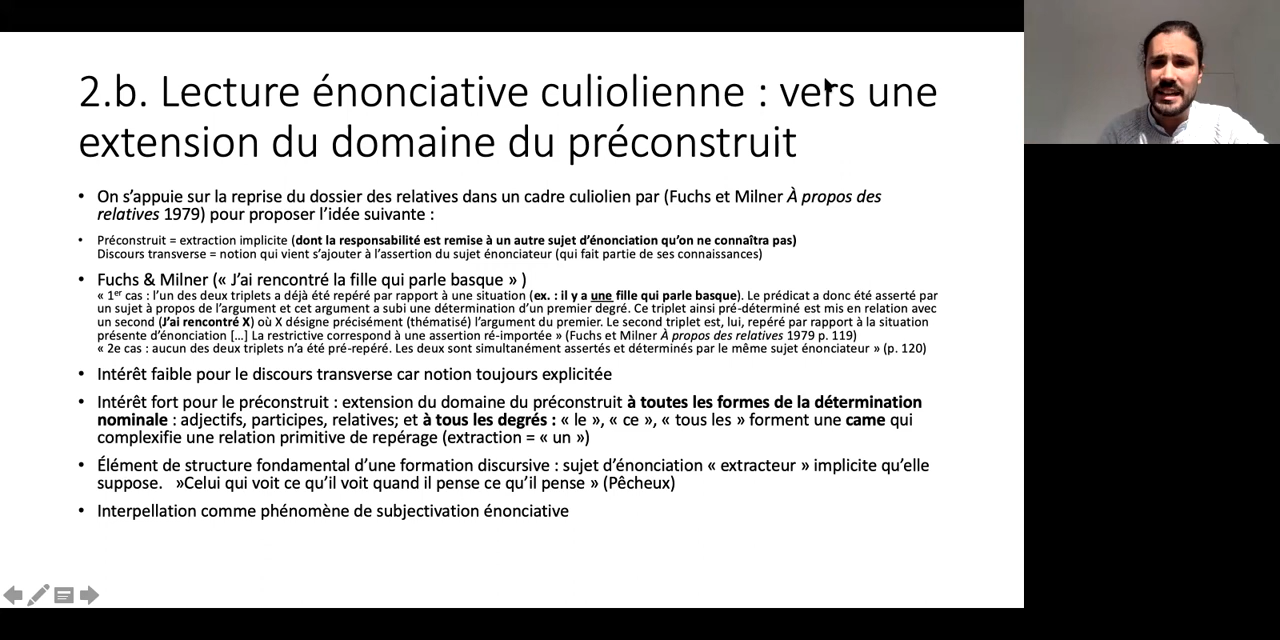 2.b. Lecture énonciative culiolienne : vers une
extension du domaine du préconstruit
• On s’appuie sur la reprise du dossier des relatives dans un cadre culiolien par (Fuchs et Milner À propos des
relatives 1979) pour proposer l’idée suivante :
• Préconstruit = extraction implicite (dont la responsabilité est remise à un autre sujet d’énonciation qu’on ne connaîtra pas)
Discours transverse = notion qui vient s’ajouter à l’assertion du sujet énonciateur (qui fait partie de ses connaissances)
• Fuchs & Milner (« J’ai rencontré la fille qui parle basque » )
« 1er cas : l’un des deux triplets a déjà été repéré par rapport à une situation (ex. : il y a une fille qui parle basque). Le prédicat a donc été asserté par
un sujet à propos de l’argument et cet argument a subi une détermination d’un premier degré. Ce triplet ainsi pré-déterminé est mis en relation avec
un second (J’ai rencontré X) où X désigne précisément (thématisé) l’argument du premier. Le second triplet est, lui, repéré par rapport à la situation
présente d’énonciation […] La restrictive correspond à une assertion ré-importée » (Fuchs et Milner À propos des relatives 1979 p. 119)
« 2e cas : aucun des deux triplets n’a été pré-repéré. Les deux sont simultanément assertés et déterminés par le même sujet énonciateur » (p. 120)
• Intérêt faible pour le discours transverse car notion toujours explicitée
• Intérêt fort pour le préconstruit : extension du domaine du préconstruit à toutes les formes de la détermination
nominale : adjectifs, participes, relatives; et à tous les degrés : « le », « ce », « tous les » forment une came qui
complexifie une relation primitive de repérage (extraction = « un »)
• Élément de structure fondamental d’une formation discursive : sujet d’énonciation « extracteur » implicite qu’elle
suppose. »Celui qui voit ce qu’il voit quand il pense ce qu’il pense » (Pêcheux)
• Interpellation comme phénomène de subjectivation énonciative